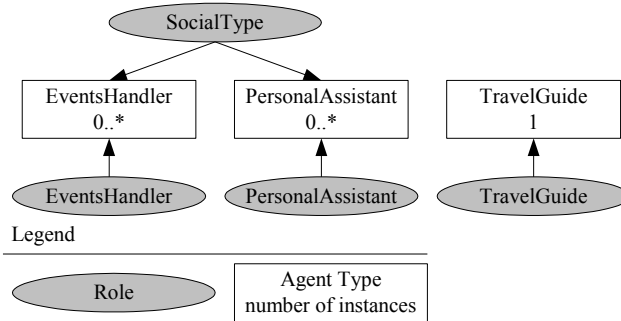 SocialType
EventsHandler
0..*
PersonalAssistant
0..*
TravelGuide
1
EventsHandler
PersonalAssistant
TravelGuide
Legend
Role
Agent Type
number of instances